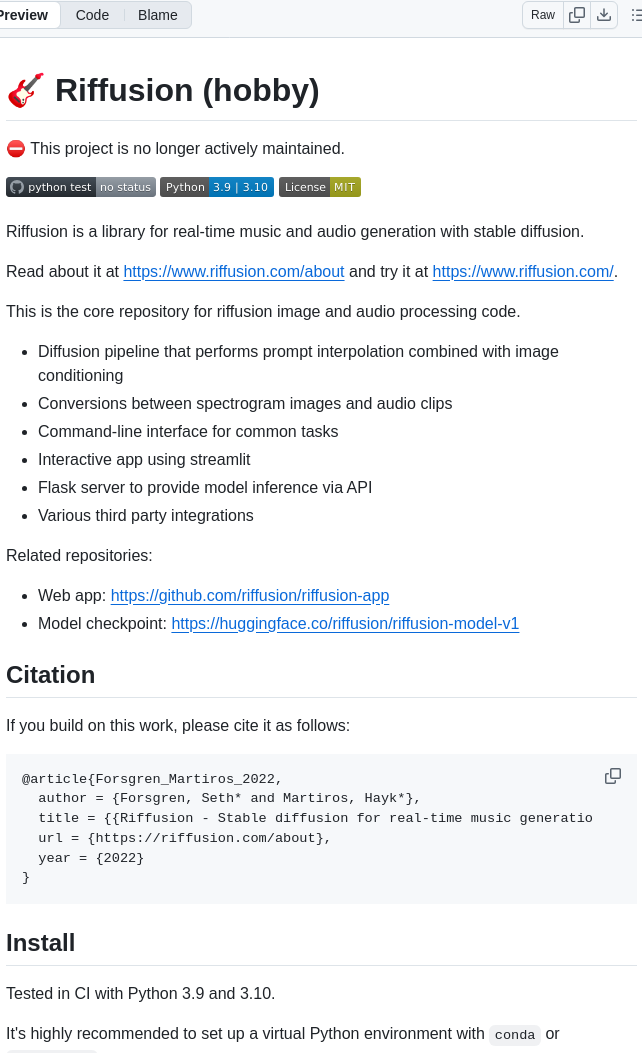 Preview Code Blame Raw
🎸 Riffusion (hobby)
⛔ This project is no longer actively maintained.
python test no status Python 3.9 | 3.10 License MIT
Riffusion is a library for real-time music and audio generation with stable diffusion.
Read about it at https://www.riffusion.com/about and try it at https://www.riffusion.com/.
This is the core repository for riffusion image and audio processing code.
• Diffusion pipeline that performs prompt interpolation combined with image
conditioning
• Conversions between spectrogram images and audio clips
• Command-line interface for common tasks
• Interactive app using streamlit
• Flask server to provide model inference via API
• Various third party integrations
Related repositories:
• Web app: https://github.com/riffusion/riffusion-app
• Model checkpoint: https://huggingface.co/riffusion/riffusion-model-v1
Citation
If you build on this work, please cite it as follows:
@article{Forsgren_Martiros_2022,
  author = {Forsgren, Seth* and Martiros, Hayk*},
  title = {{Riffusion - Stable diffusion for real-time music generatio
  url = {https://riffusion.com/about},
  year = {2022}
}
Install
Tested in CI with Python 3.9 and 3.10.
It's highly recommended to set up a virtual Python environment with conda or